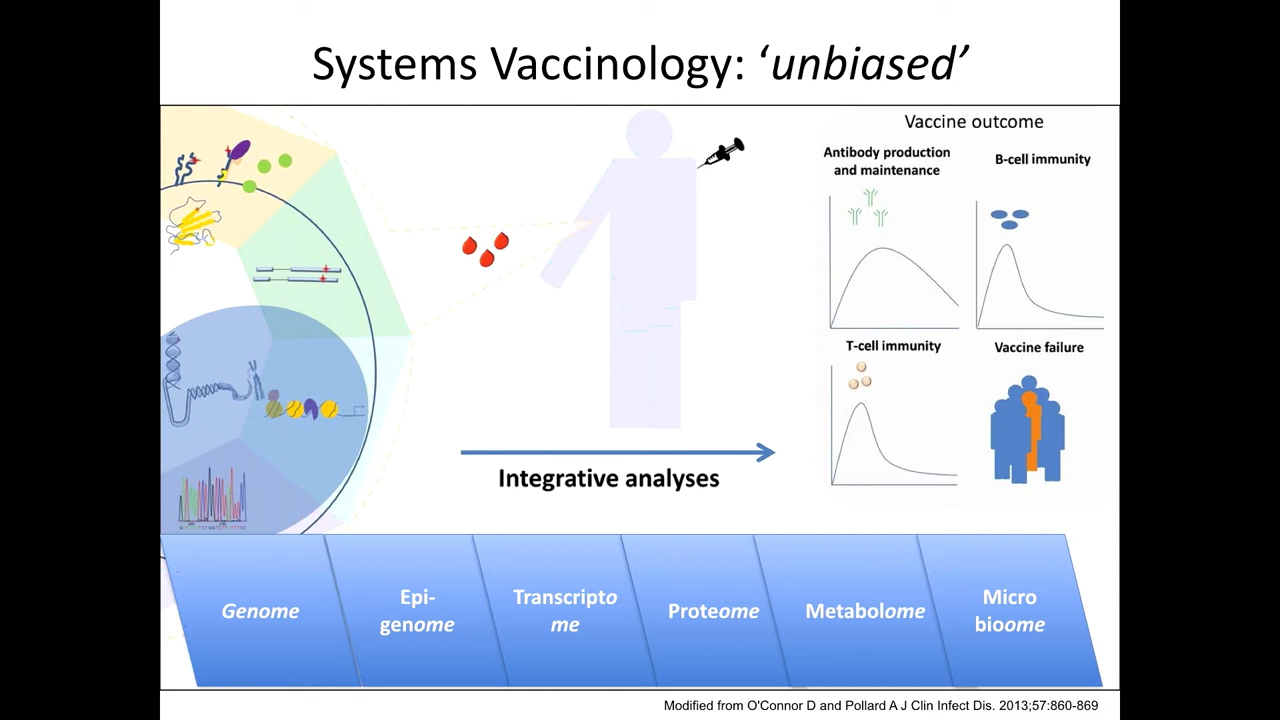 Systems Vaccinology: ‘unbiased’
Vaccine outcome
Antibody production
and maintenance
B-cell immunity
T-cell immunity
Vaccine failure
Integrative analyses
Genome
Epi-
genome
Transcripto
me
Proteome
Metabolome
Micro
bioome
Modified from O'Connor D and Pollard A J Clin Infect Dis. 2013;57:860-869